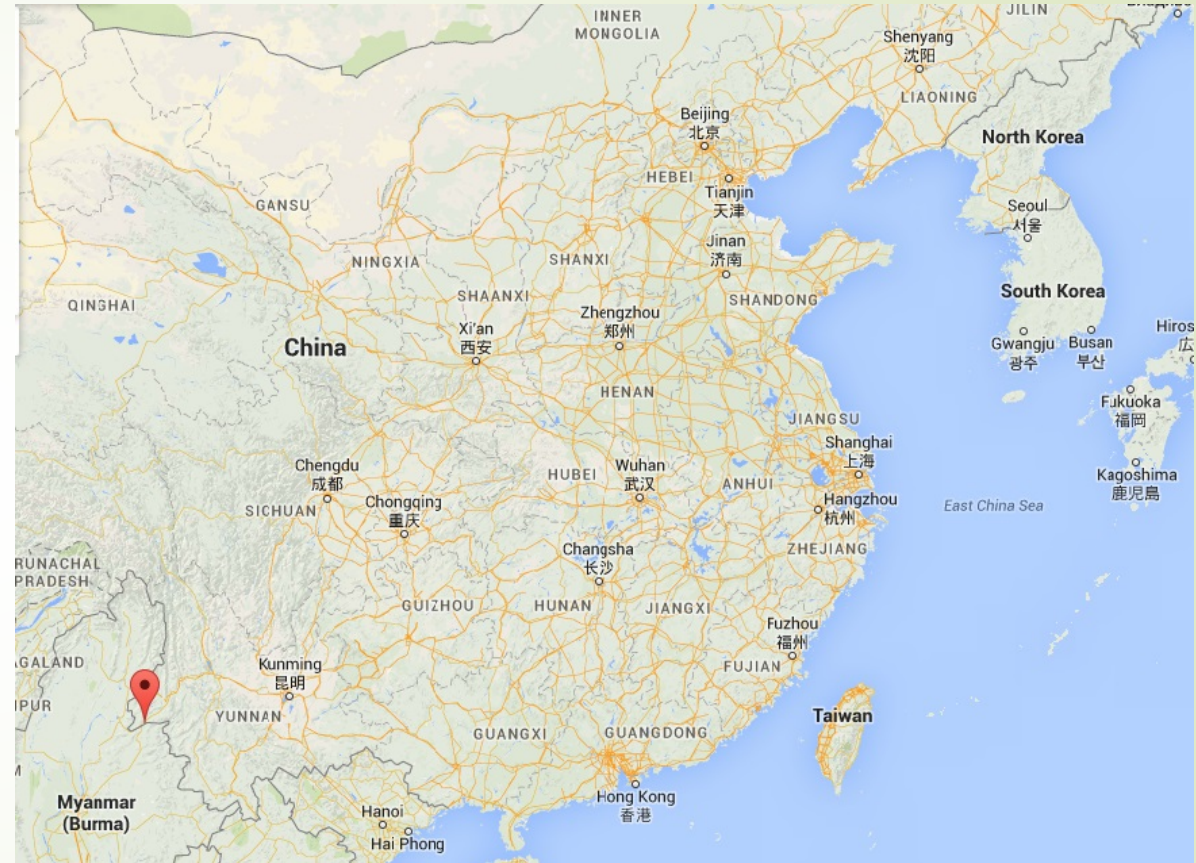 INNER
MONGOLIA
JILIN
Shenyang
沈阳
LIAONING
Beijing
北京
North Korea
HEBEI
Tianjin
天津
GANSU
Seoul
서울
Jinan
济南
NINGXIA
SHANXI
QINGHAI
SHAANXI
SHANDONG
South Korea
Zhengzhou
郑州
Xi'an
西安
China
Gwangju
광주
Busan
부산
Hiros
広
HENAN
Fukuoka
福岡
JIANGSU
Shanghai
上海
Chengdu
成都
HUBEI
Wuhan
武汉
ANHUI
Kagoshima
鹿児島
SICHUAN
Chongqing
重庆
Hangzhou
杭州
East China Sea
Changsha
长沙
ZHEJIANG
RUNACHAL
PRADESH
GUIZHOU
HUNAN
JIANGXI
Fuzhou
福州
AGALAND
Kunming
昆明
FUJIAN
IPUR
YUNNAN
Taiwan
GUANGXI
GUANGDONG
M
Myanmar
(Burma)
Hong Kong
香港
Hanoi
Hai Phong